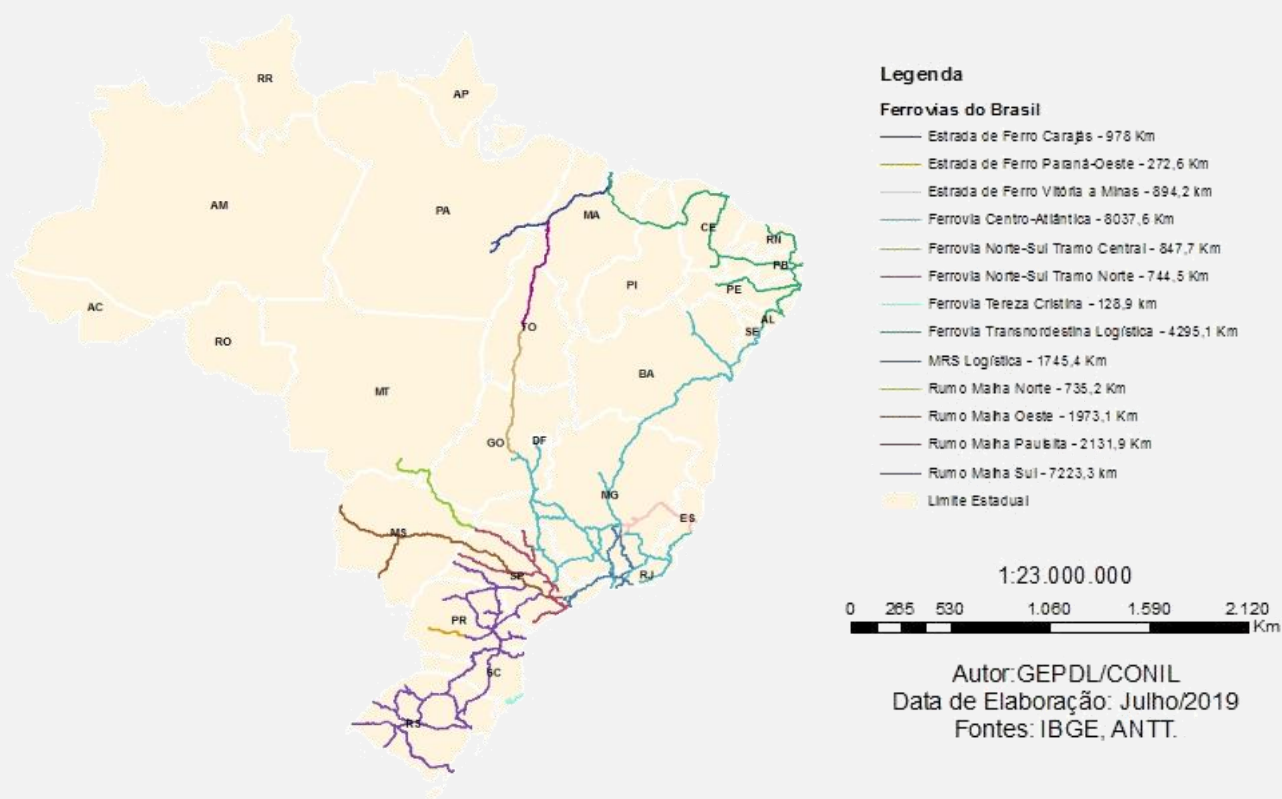 RR
AP
AM
PA
MA
CE
RN
PB
PE
PI
AL
SE
AC
RO
TO
BA
MT
GO
DF
MG
ES
MS
SP
RJ
PR
SC
RS
Legenda
Ferrovias do Brasil
Estrada de Ferro Carajás - 978 Km
Estrada de Ferro Paraná-Oeste - 272,6 Km
Estrada de Ferro Vitória a Minas - 894,2 km
Ferrovia Centro-Atlântica - 8037,6 Km
Ferrovia Norte-Sul Tramo Central - 847,7 Km
Ferrovia Norte-Sul Tramo Norte - 744,5 Km
Ferrovia Tereza Cristina - 128,9 km
Ferrovia Transnordestina Logística - 4295,1 Km
MRS Logística - 1745,4 Km
Rumo Malha Norte - 735,2 Km
Rumo Malha Oeste - 1973,1 Km
Rumo Malha Paulsita - 2131,9 Km
Rumo Malha Sul - 7223,3 km
Limite Estadual
1:23.000.000
0 265 530 1.060 1.590 2.120
Km
Autor:GEPDL/CONIL
Data de Elaboração: Julho/2019
Fontes: IBGE, ANTT.